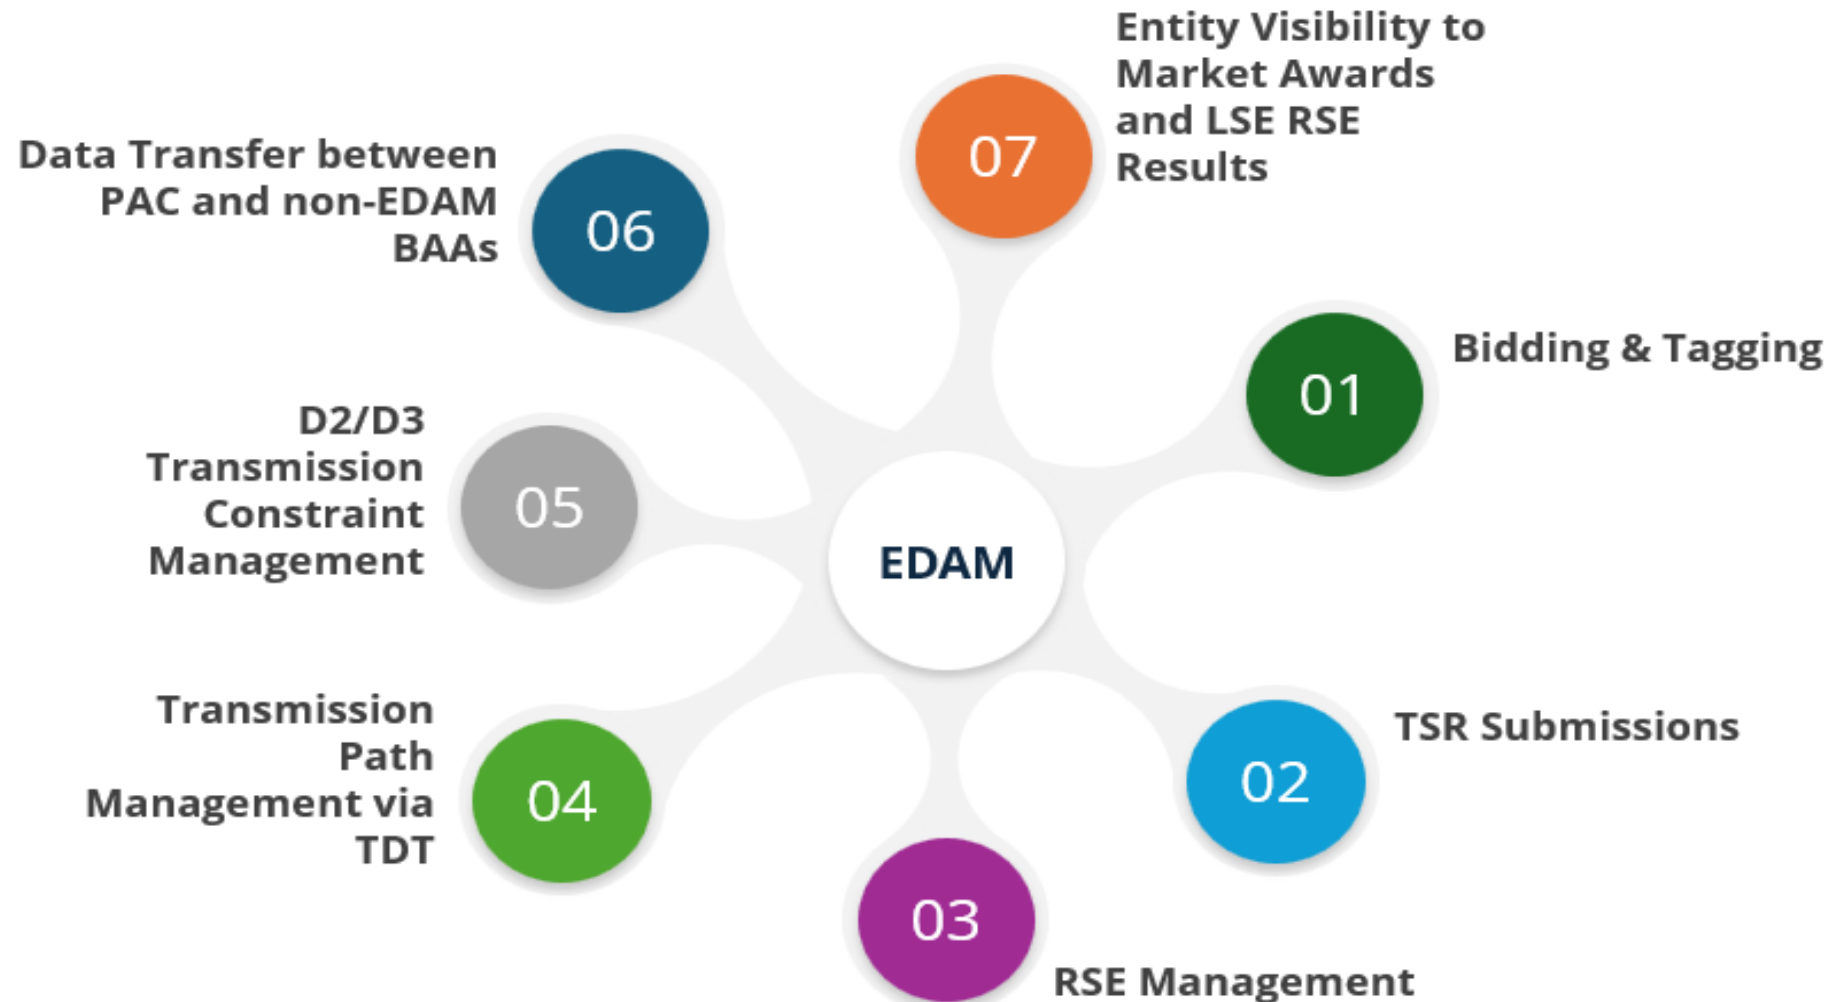 Entity Visibility to
Market Awards
and LSE RSE
Results
07
Data Transfer between
PAC and non-EDAM
BAAs
06
01
Bidding & Tagging
D2/D3
Transmission
Constraint
Management
05
EDAM
Transmission
Path
Management via
TDT
04
02
TSR Submissions
03
RSE Management